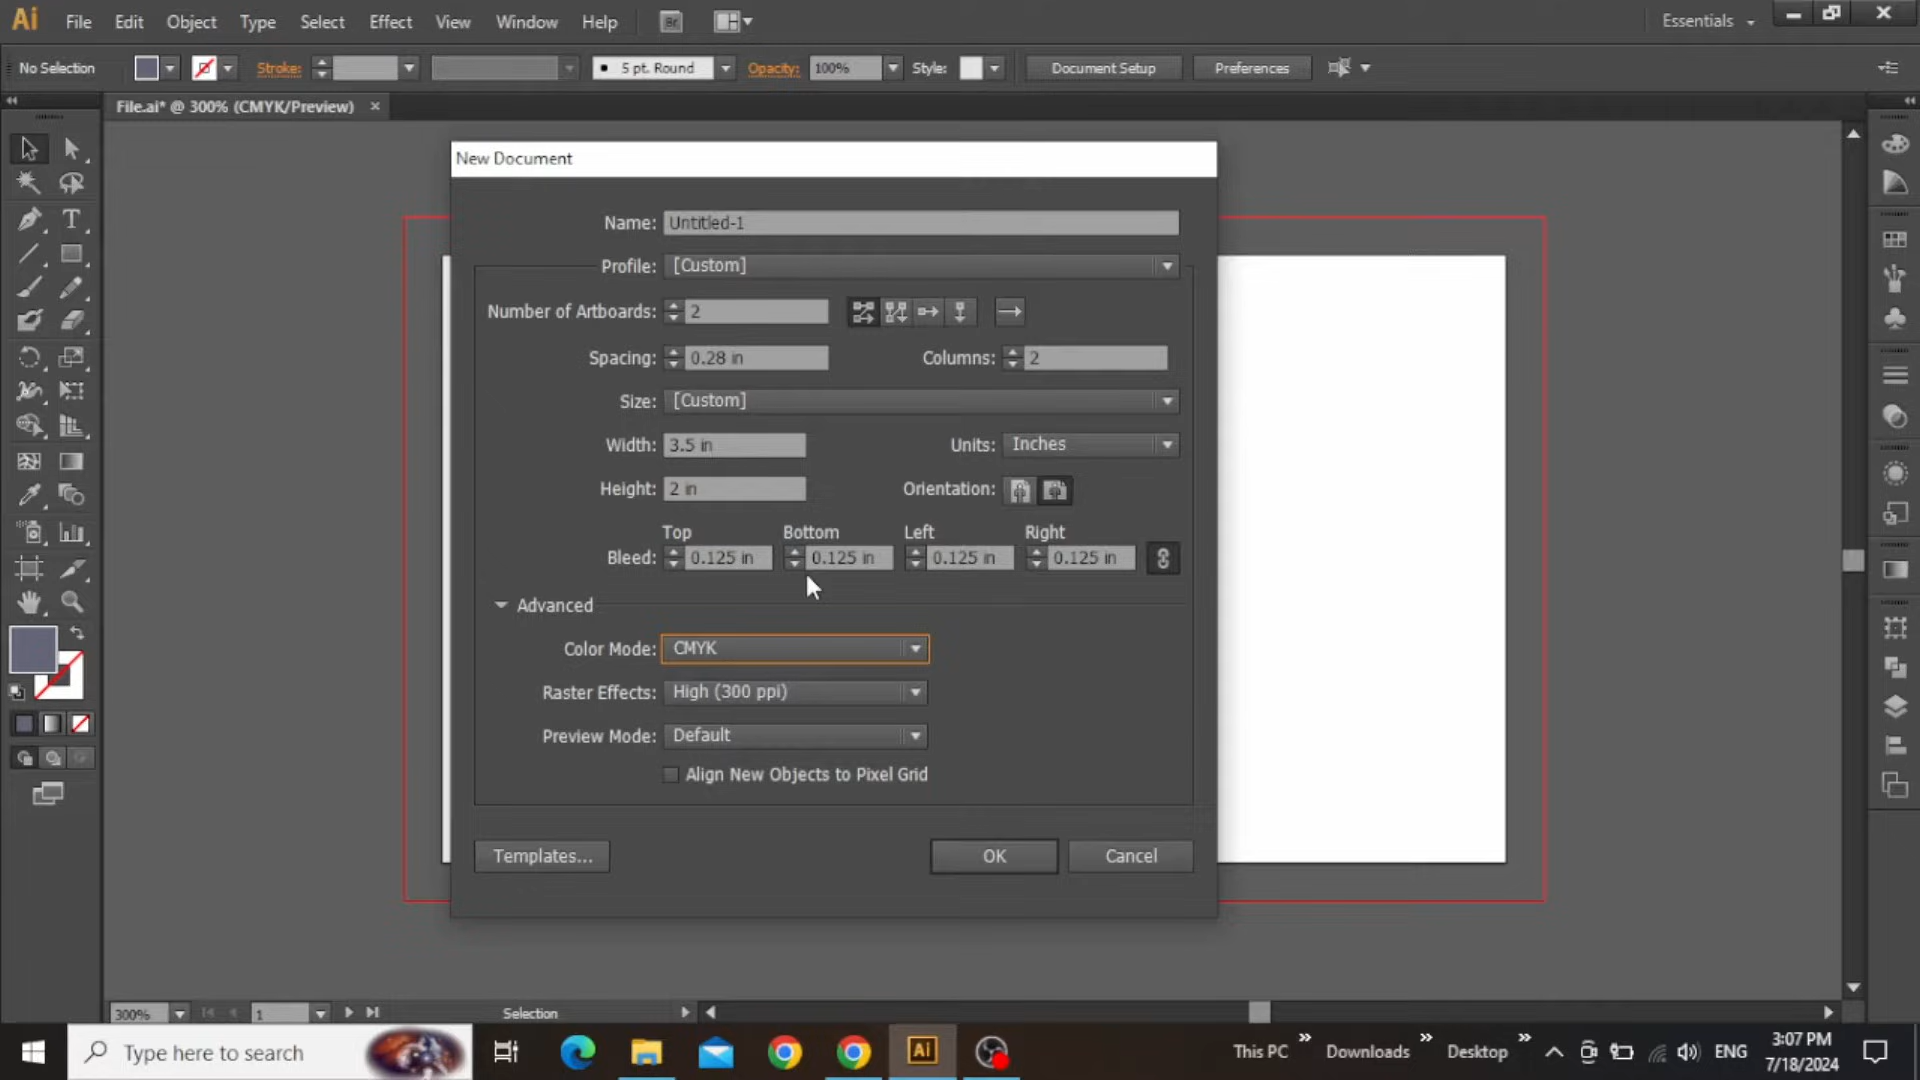 Ai File Edit Object Type Select Effect View Window Help Br Essentials
No Selection Stroke: 5 pt. Round Opacity: 100% Style: Document Setup Preferences
File.ai* @ 300% (CMYK/Preview) ×
New Document
Name: Untitled-1
Profile: [Custom]
Number of Artboards: 2
Spacing: 0.28 in Columns: 2
Size: [Custom]
Width: 3.5 in Units: Inches
Height: 2 in Orientation:
Top Bottom Left Right
Bleed: 0.125 in 0.125 in 0.125 in 0.125 in
Advanced
Color Mode: CMYK
Raster Effects: High (300 ppi)
Preview Mode: Default
Align New Objects to Pixel Grid
Templates... OK Cancel
300% 1 Selection
Type here to search Ai This PC Downloads Desktop ENG 3:07 PM
7/18/2024